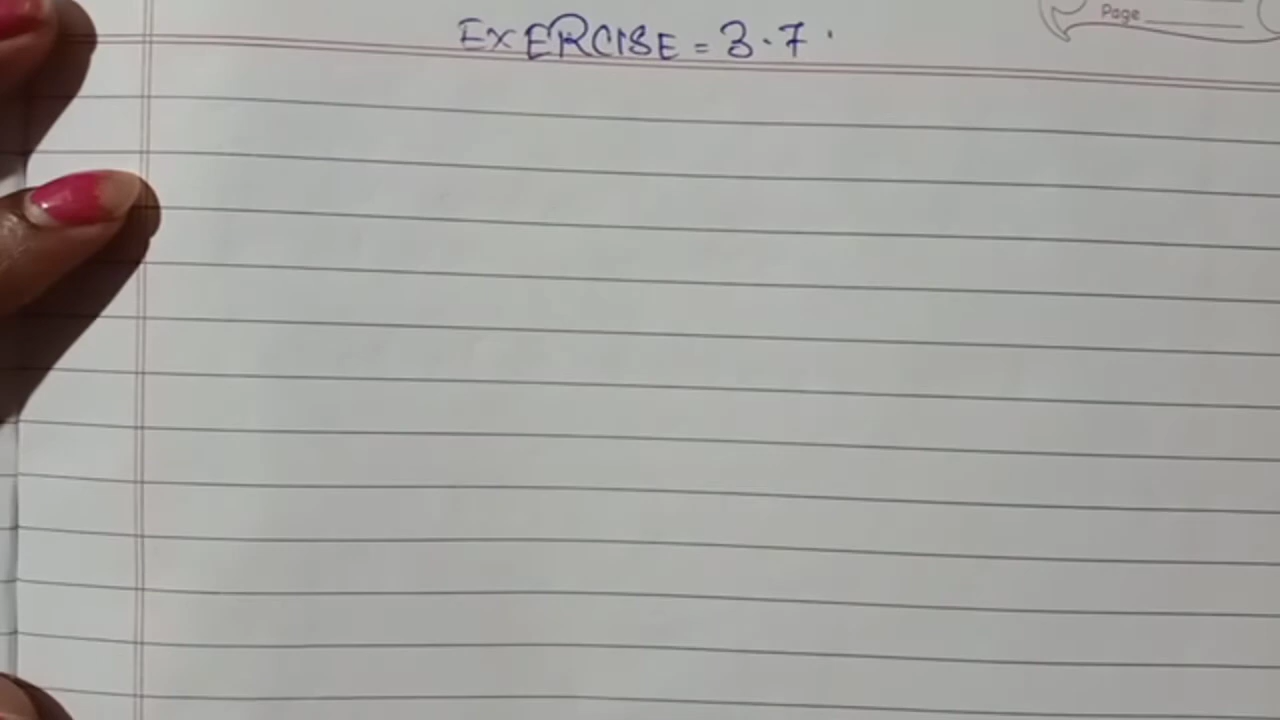 Page
EXERCISE = 3.7.